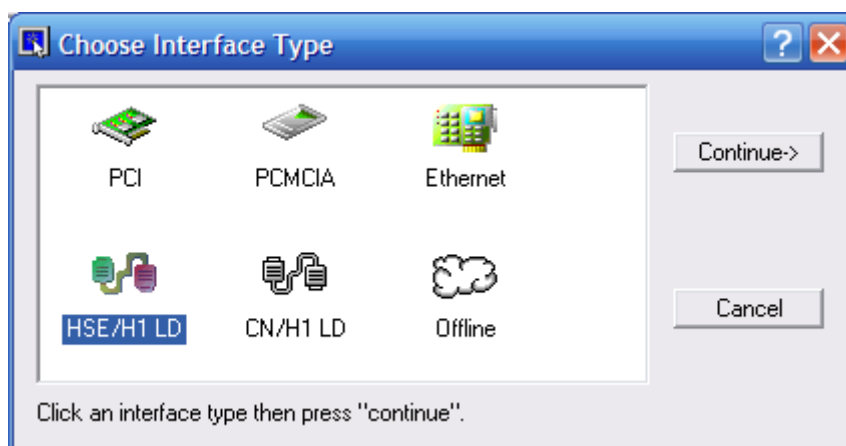 Choose Interface Type
PCI PCMCIA Ethernet
Continue->
HSE/H1 LD CN/H1 LD Offline
Cancel
Click an interface type then press "continue".